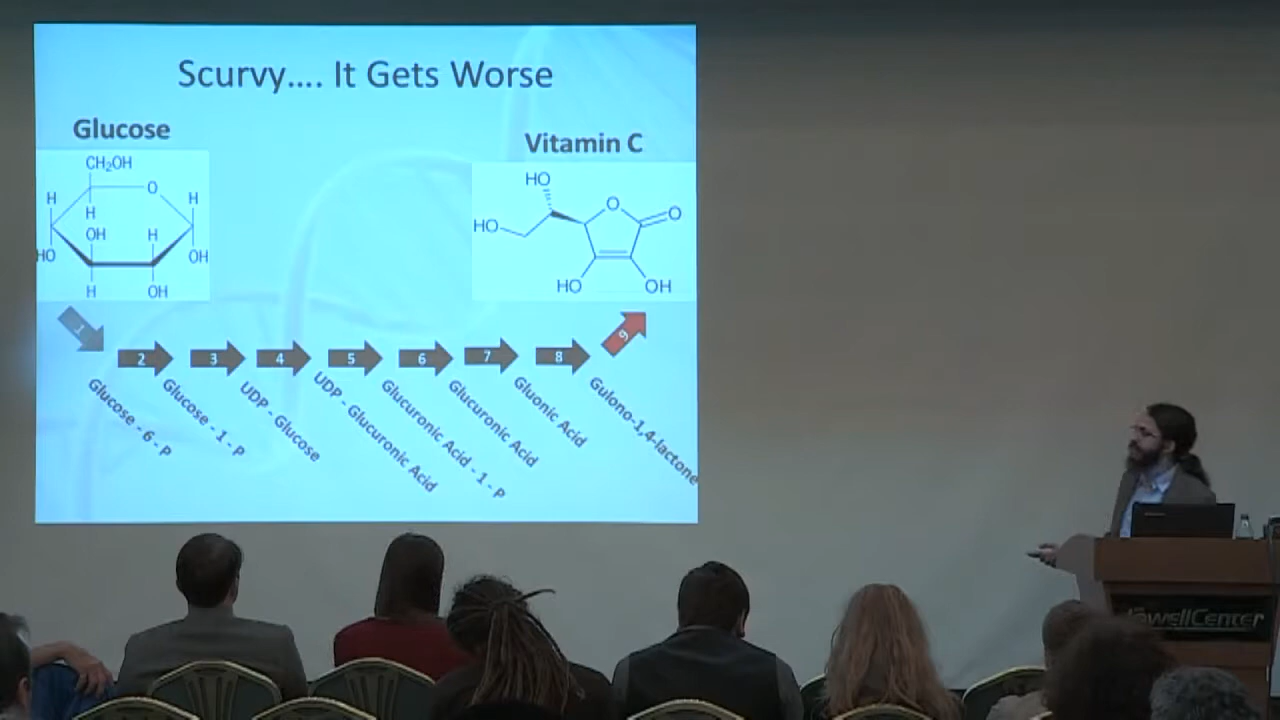 Scurvy…. It Gets Worse
Glucose
Vitamin C
CH₂OH
O
H
H
H
OH
H
HO
OH
H
OH
HO
HO
O
O
HO
OH
1
2
3
4
5
6
7
8
9
Glucose - 6 - P
Glucose - 1 - P
UDP - Glucose
UDP - Glucuronic Acid
Glucuronic Acid - 1 - P
Glucuronic Acid
Gluonic Acid
Gulono-1,4-lactone
JowellCenter